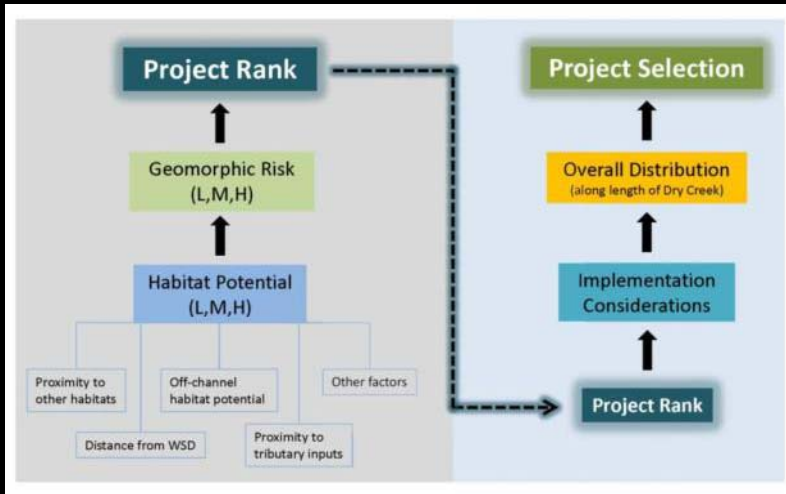 Project Rank
Geomorphic Risk
(L,M,H)
Habitat Potential
(L,M,H)
Proximity to
other habitats
Off-channel
habitat potential
Other factors
Distance from WSD
Proximity to
tributary inputs
Project Selection
Overall Distribution
(along length of Dry Creek)
Implementation
Considerations
Project Rank